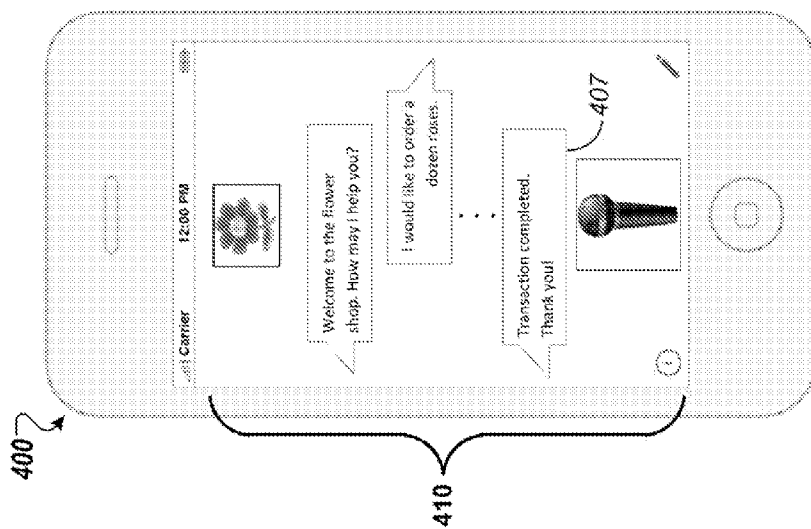 400
Carrier
12:00 PM
Welcome to the flower
shop. How may I help you?
I would like to order a
dozen roses.
. . .
Transaction completed.
Thank you!
407
410